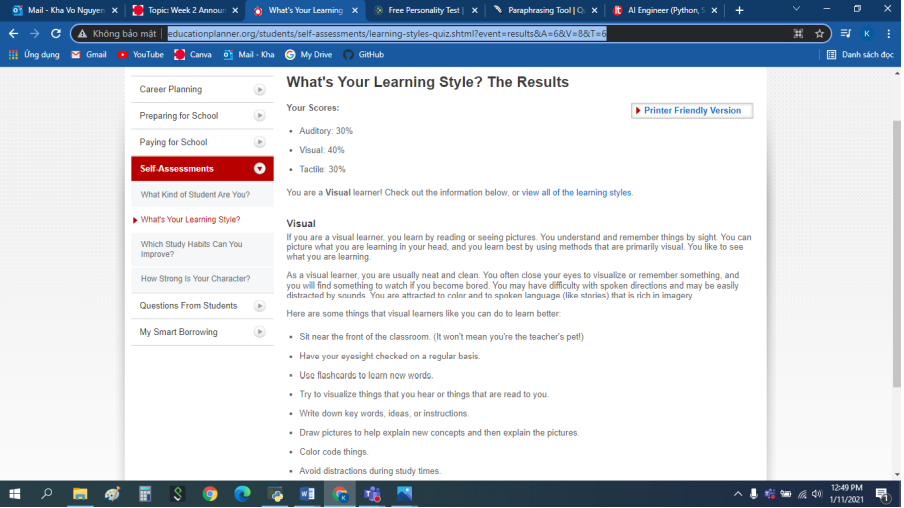 Mail - Kha Vo Nguyen
Topic: Week 2 Announ
What's Your Learning
Free Personality Test |
Paraphrasing Tool | Q
AI Engineer (Python, S
Không bảo mật | educationplanner.org/students/self-assessments/learning-styles-quiz.shtml?event=results&A=6&V=8&T=6
K
Ứng dụng
Gmail
YouTube
Canva
Mail - Kha
My Drive
GitHub
Danh sách đọc
Career Planning
Preparing for School
Paying for School
Self-Assessments
What Kind of Student Are You?
What's Your Learning Style?
Which Study Habits Can You
Improve?
How Strong Is Your Character?
Questions From Students
My Smart Borrowing
What's Your Learning Style? The Results
Your Scores:
Printer Friendly Version
• Auditory: 30%
• Visual: 40%
• Tactile: 30%
You are a Visual learner! Check out the information below, or view all of the learning styles.
Visual
If you are a visual learner, you learn by reading or seeing pictures. You understand and remember things by sight. You can
picture what you are learning in your head, and you learn best by using methods that are primarily visual. You like to
see what you are learning.
As a visual learner, you are usually neat and clean. You often close your eyes to visualize or remember something, and
you will find something to watch if you become bored. You may have difficulty with spoken directions and may be easily
distracted by sounds. You are attracted to color and to spoken language (like stories) that is rich in imagery.
Here are some things that visual learners like you can do to learn better:
• Sit near the front of the classroom. (It won't mean you're the teacher's pet!)
• Have your eyesight checked on a regular basis.
• Use flashcards to learn new words.
• Try to visualize things that you hear or things that are read to you.
• Write down key words, ideas, or instructions.
• Draw pictures to help explain new concepts and then explain the pictures.
• Color code things.
• Avoid distractions during study times.
12:49 PM
1/11/2021
1